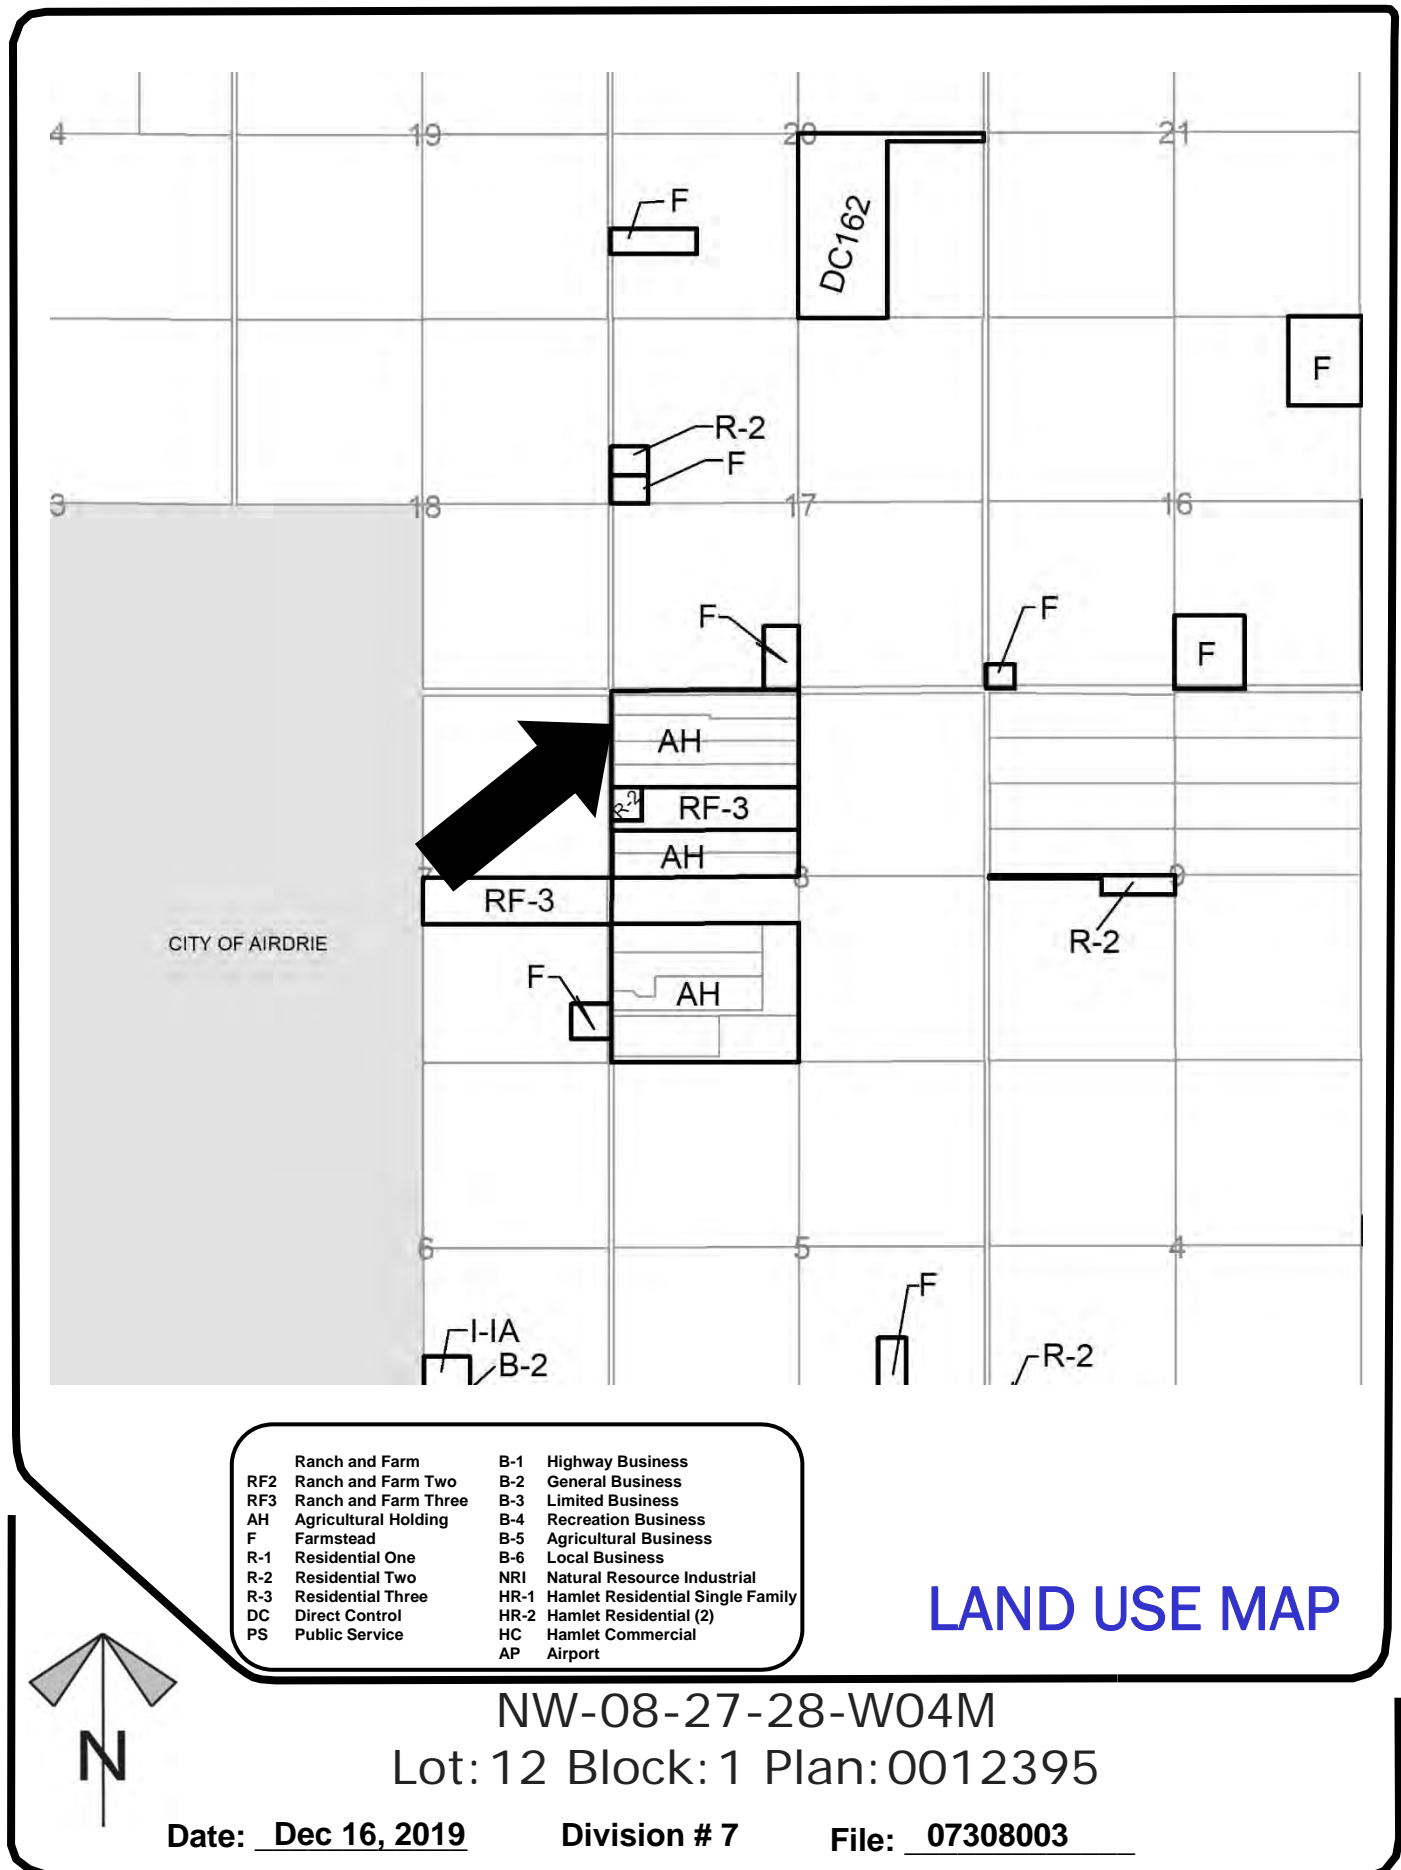 4 19 20 21
F
DC162
F
R-2
F
3 18 17 16
F
F
F
AH
R-2 RF-3
AH
7 8 9
RF-3
R-2
CITY OF AIRDRIE
F
AH
6 5 4
F
I-IA
B-2
R-2
Ranch and Farm
RF2 Ranch and Farm Two
RF3 Ranch and Farm Three
AH Agricultural Holding
F Farmstead
R-1 Residential One
R-2 Residential Two
R-3 Residential Three
DC Direct Control
PS Public Service
B-1 Highway Business
B-2 General Business
B-3 Limited Business
B-4 Recreation Business
B-5 Agricultural Business
B-6 Local Business
NRI Natural Resource Industrial
HR-1 Hamlet Residential Single Family
HR-2 Hamlet Residential (2)
HC Hamlet Commercial
AP Airport
LAND USE MAP
N
NW-08-27-28-W04M
Lot:12 Block:1 Plan:0012395
Date: Dec 16, 2019 Division # 7 File: 07308003